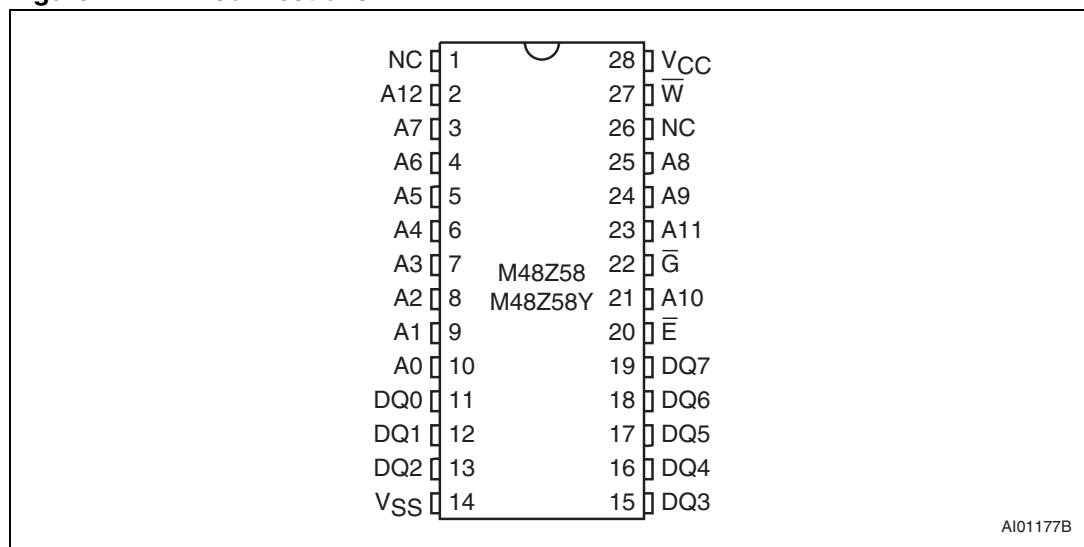 NC 1 28 VCC
A12 2 27 W̅
A7 3 26 NC
A6 4 25 A8
A5 5 24 A9
A4 6 23 A11
A3 7 22 G̅
M48Z58
A2 8 21 A10
M48Z58Y
A1 9 20 E̅
A0 10 19 DQ7
DQ0 11 18 DQ6
DQ1 12 17 DQ5
DQ2 13 16 DQ4
VSS 14 15 DQ3
AI01177B